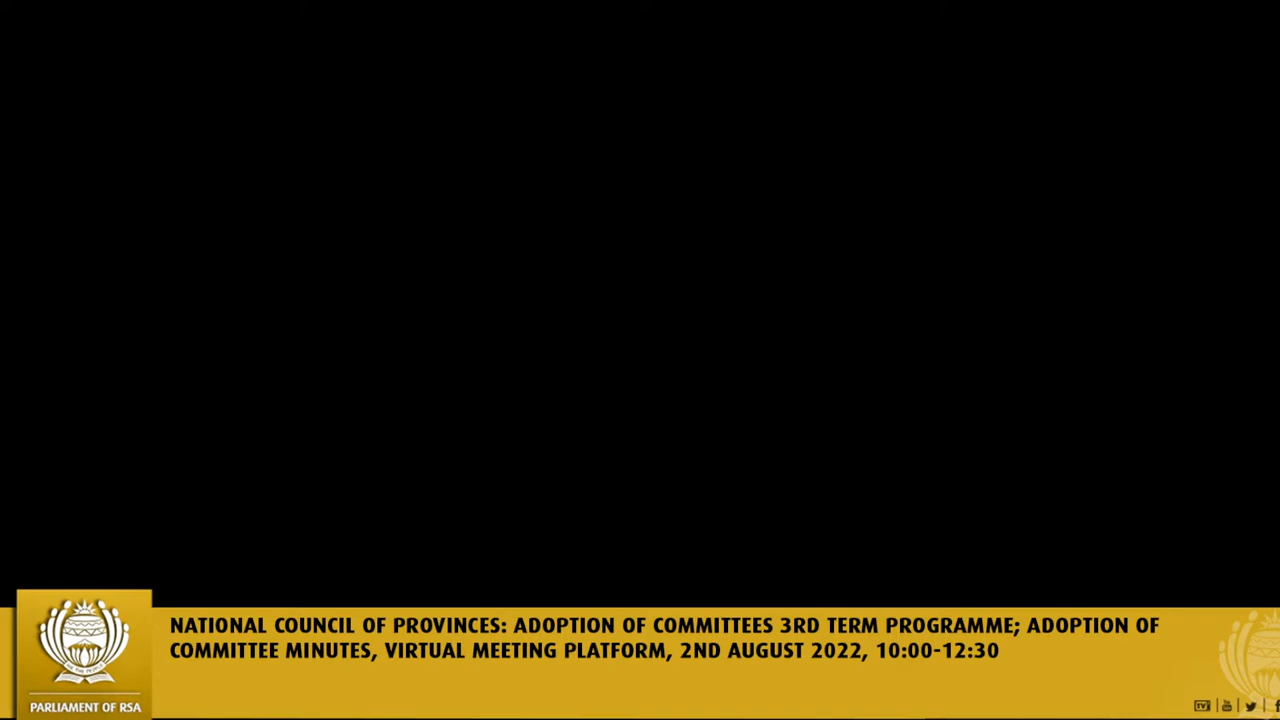 NATIONAL COUNCIL OF PROVINCES: ADOPTION OF COMMITTEES 3RD TERM PROGRAMME; ADOPTION OF
COMMITTEE MINUTES, VIRTUAL MEETING PLATFORM, 2ND AUGUST 2022, 10:00-12:30
PARLIAMENT OF RSA